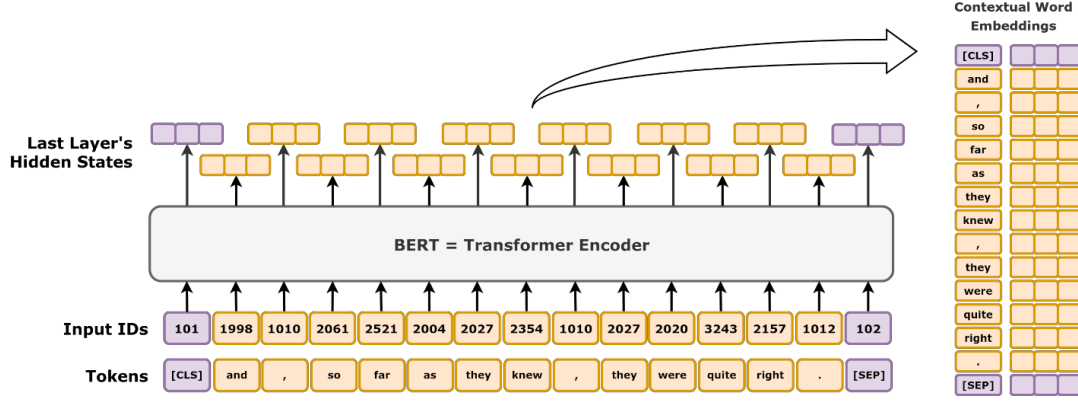 Contextual Word
Embeddings
[CLS]
and
,
so
far
as
they
knew
,
they
were
quite
right
.
[SEP]
Last Layer's
Hidden States
BERT = Transformer Encoder
Input IDs 101 1998 1010 2061 2521 2004 2027 2354 1010 2027 2020 3243 2157 1012 102
Tokens [CLS] and , so far as they knew , they were quite right . [SEP]